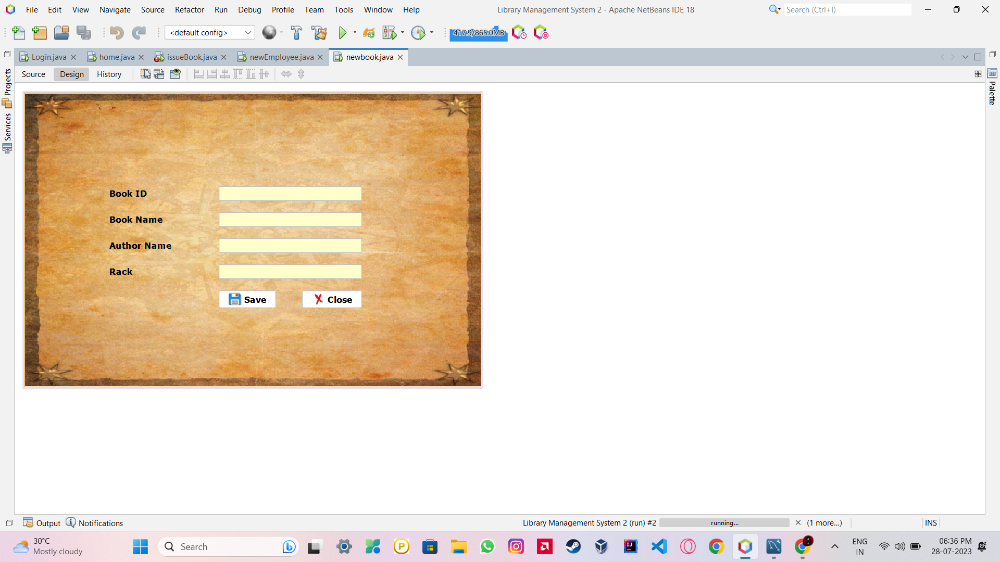 File Edit View Navigate Source Refactor Run Debug Profile Team Tools Window Help
Library Management System 2 - Apache NetBeans IDE 18
Search (Ctrl+I)
<default config>
417.9/865.0MB
Login.java
home.java
issueBook.java
newEmployee.java
newbook.java
Source Design History
Projects
Services
Palette
Book ID
Book Name
Author Name
Rack
Save
Close
Output
Notifications
Library Management System 2 (run) #2
running...
(1 more...)
INS
30°C
Mostly cloudy
Search
ENG
IN
06:36 PM
28-07-2023